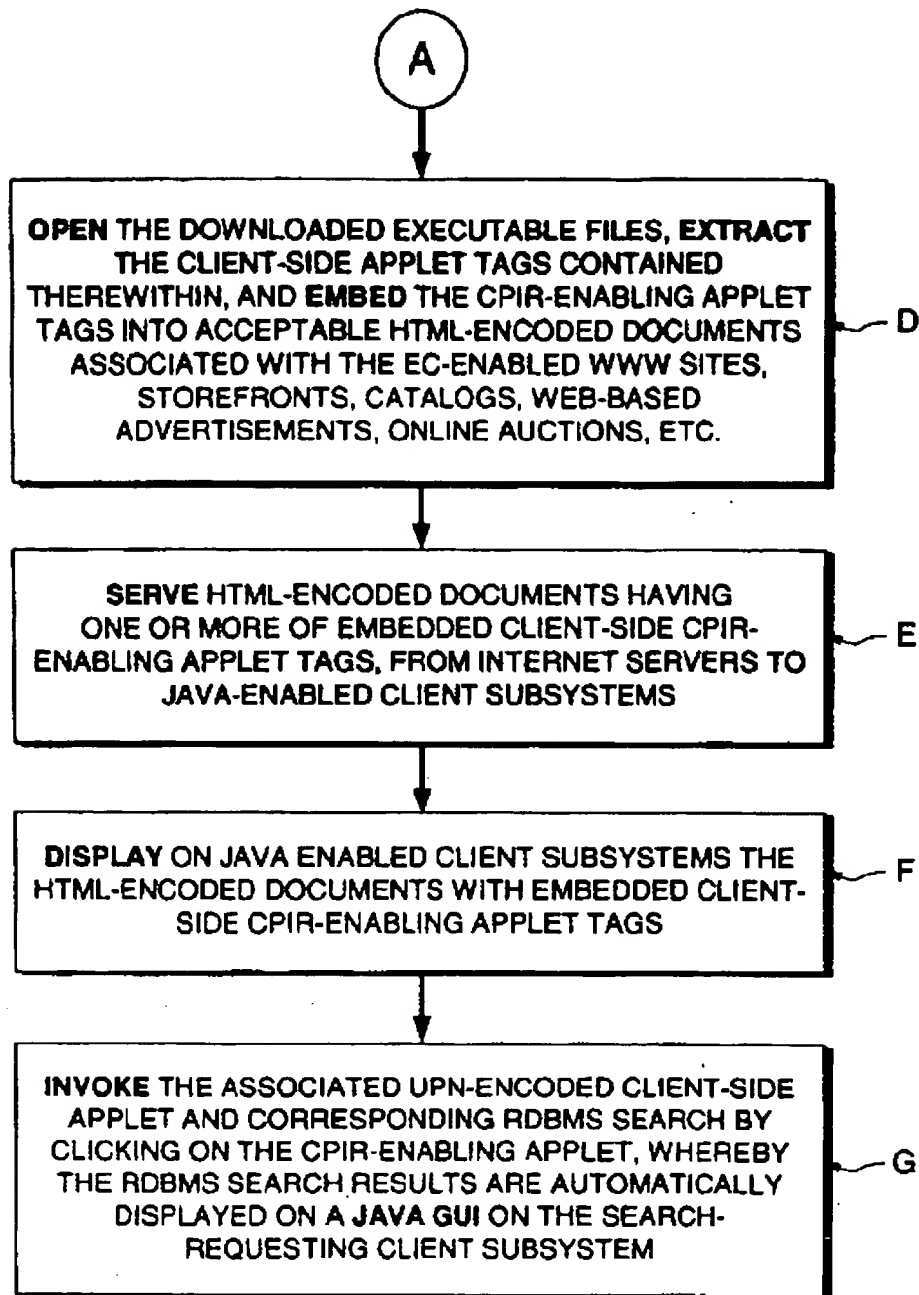 A
OPEN THE DOWNLOADED EXECUTABLE FILES, EXTRACT
THE CLIENT-SIDE APPLET TAGS CONTAINED
THEREWITHIN, AND EMBED THE CPIR-ENABLING APPLET
TAGS INTO ACCEPTABLE HTML-ENCODED DOCUMENTS
ASSOCIATED WITH THE EC-ENABLED WWW SITES,
STOREFRONTS, CATALOGS, WEB-BASED
ADVERTISEMENTS, ONLINE AUCTIONS, ETC.
D
SERVE HTML-ENCODED DOCUMENTS HAVING
ONE OR MORE OF EMBEDDED CLIENT-SIDE CPIR-
ENABLING APPLET TAGS, FROM INTERNET SERVERS TO
JAVA-ENABLED CLIENT SUBSYSTEMS
E
DISPLAY ON JAVA ENABLED CLIENT SUBSYSTEMS THE
HTML-ENCODED DOCUMENTS WITH EMBEDDED CLIENT-
SIDE CPIR-ENABLING APPLET TAGS
F
INVOKE THE ASSOCIATED UPN-ENCODED CLIENT-SIDE
APPLET AND CORRESPONDING RDBMS SEARCH BY
CLICKING ON THE CPIR-ENABLING APPLET, WHEREBY
THE RDBMS SEARCH RESULTS ARE AUTOMATICALLY
DISPLAYED ON A JAVA GUI ON THE SEARCH-
REQUESTING CLIENT SUBSYSTEM
G